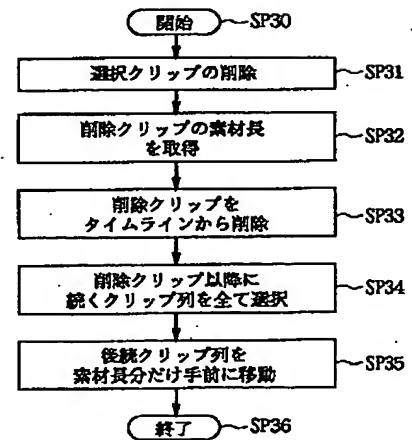 開始 SP30
選択クリップの削除 SP31
削除クリップの素材長
を取得 SP32
削除クリップを
タイムラインから削除 SP33
削除クリップ以降に
続くクリップ列を全て選択 SP34
後続クリップ列を
素材長分だけ手前に移動 SP35
終了 SP36